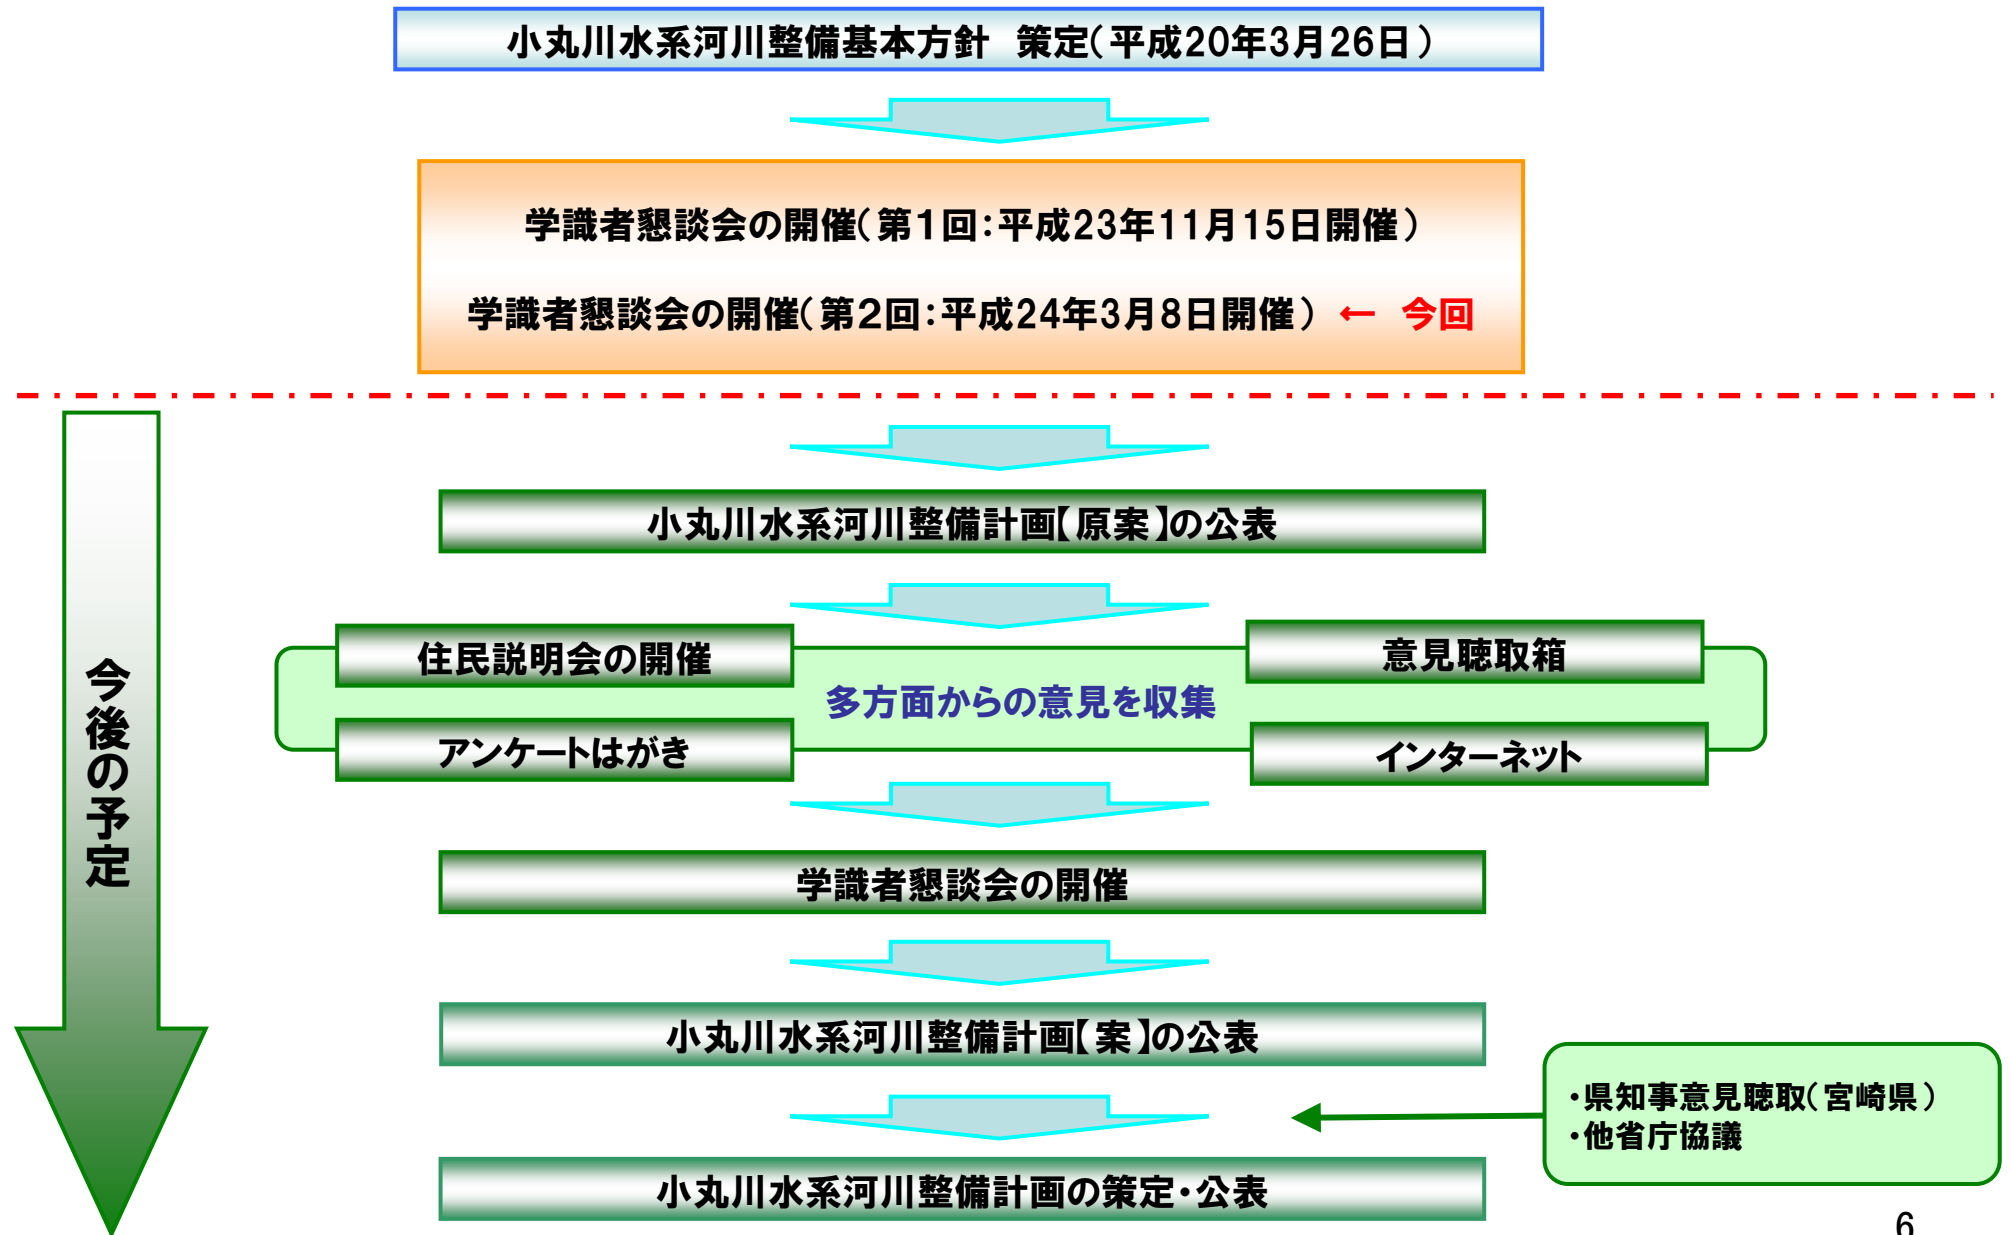 小丸川水系河川整備基本方針　策定（平成20年3月26日）
学識者懇談会の開催（第1回：平成23年11月15日開催）
学識者懇談会の開催（第2回：平成24年3月8日開催）← 今回
今後の予定
小丸川水系河川整備計画【原案】の公表
住民説明会の開催
意見聴取箱
多方面からの意見を収集
アンケートはがき
インターネット
学識者懇談会の開催
小丸川水系河川整備計画【案】の公表
・県知事意見聴取（宮崎県）
・他省庁協議
小丸川水系河川整備計画の策定・公表
6